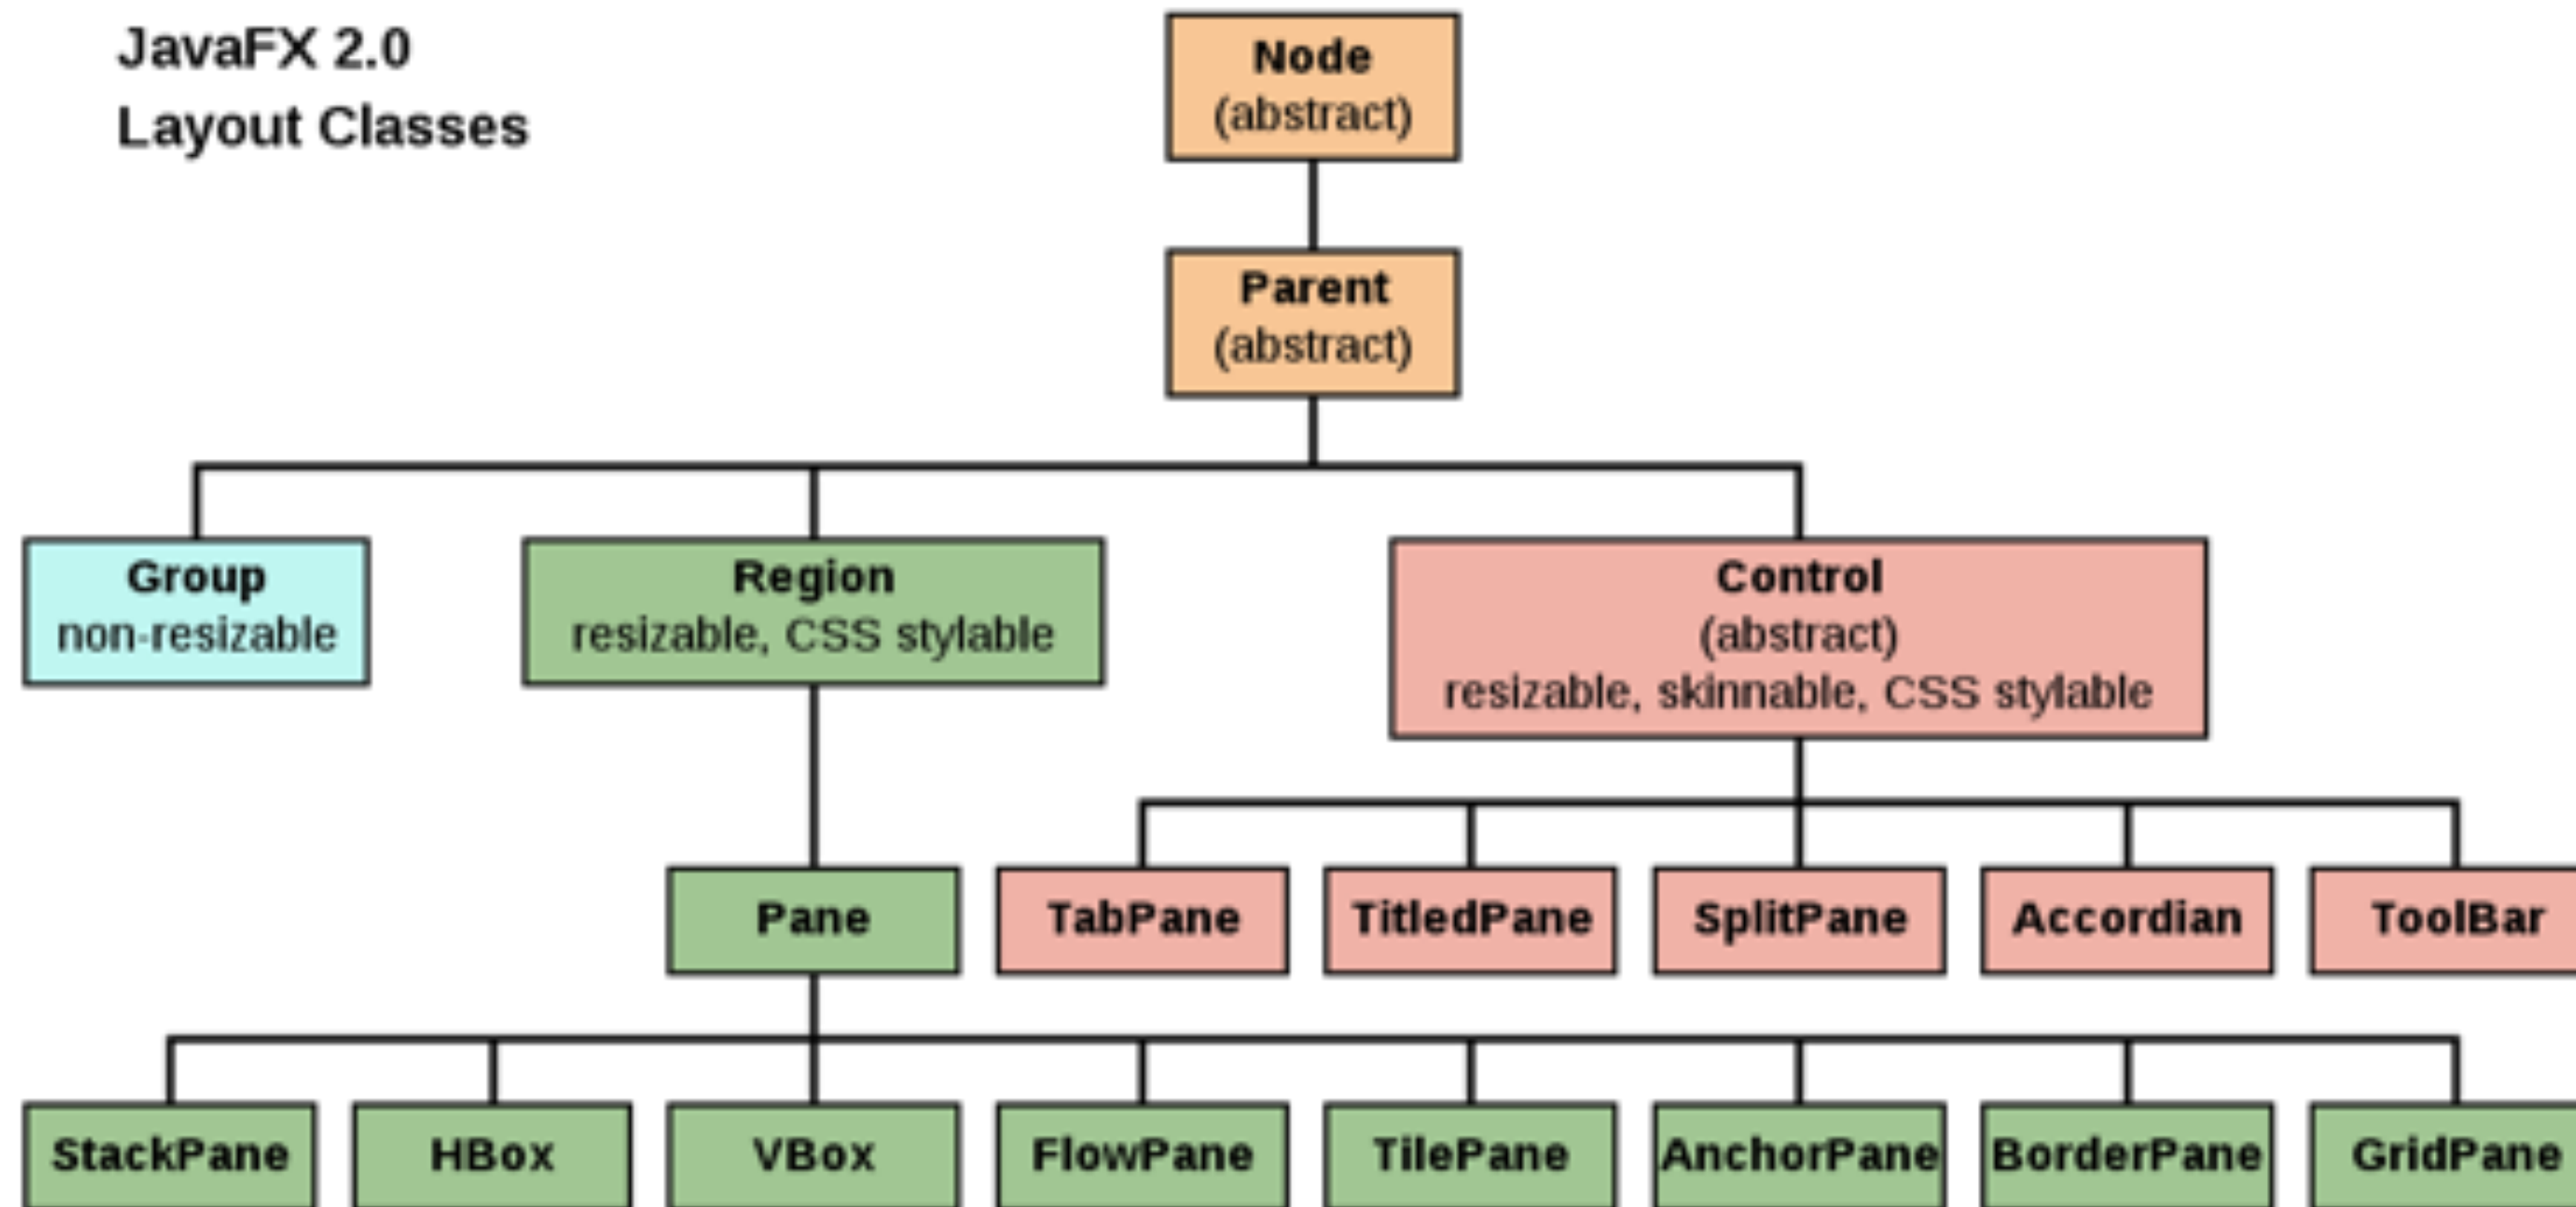 JavaFX 2.0
Layout Classes
Node
(abstract)
Parent
(abstract)
Group
non-resizable
Region
resizable, CSS stylable
Control
(abstract)
resizable, skinnable, CSS stylable
Pane
TabPane
TitledPane
SplitPane
Accordian
ToolBar
StackPane
HBox
VBox
FlowPane
TilePane
AnchorPane
BorderPane
GridPane